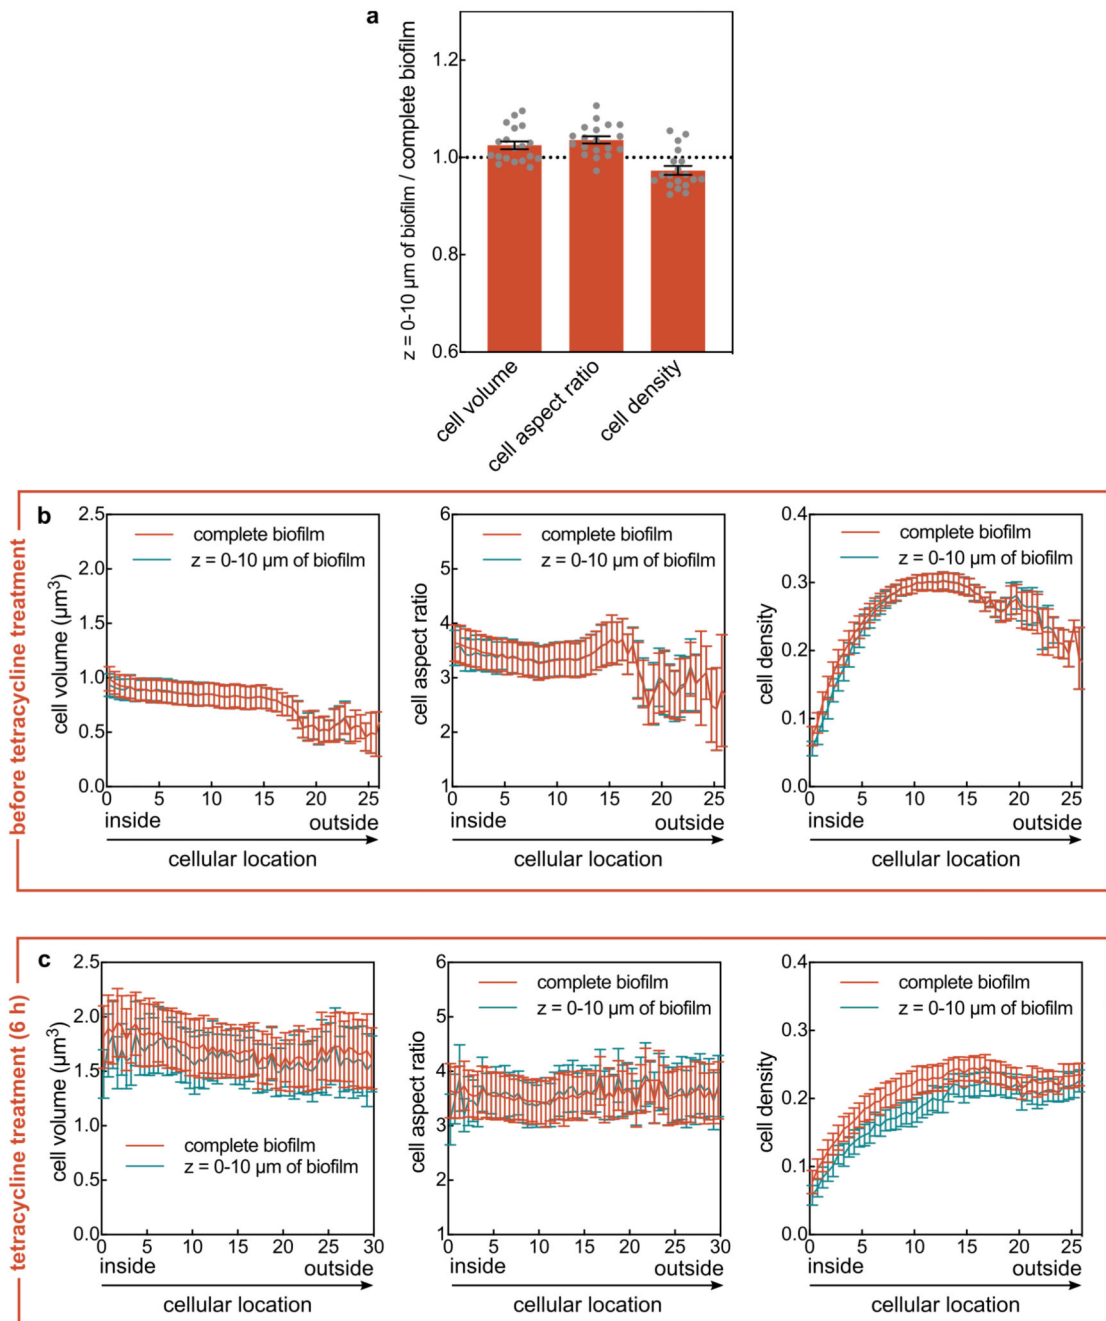 a
z = 0-10 µm of biofilm / complete biofilm
1.2
1.0
0.8
0.6
cell volume
cell aspect ratio
cell density
before tetracycline treatment
b
cell volume (µm³)
2.5
2.0
1.5
1.0
0.5
0.0
complete biofilm
z = 0-10 µm of biofilm
0 5 10 15 20 25
inside outside
cellular location
cell aspect ratio
6
5
4
3
2
1
complete biofilm
z = 0-10 µm of biofilm
0 5 10 15 20 25
inside outside
cellular location
cell density
0.4
0.3
0.2
0.1
0.0
complete biofilm
z = 0-10 µm of biofilm
0 5 10 15 20 25
inside outside
cellular location
tetracycline treatment (6 h)
c
cell volume (µm³)
2.5
2.0
1.5
1.0
0.5
0.0
complete biofilm
z = 0-10 µm of biofilm
0 5 10 15 20 25 30
inside outside
cellular location
cell aspect ratio
6
5
4
3
2
1
complete biofilm
z = 0-10 µm of biofilm
0 5 10 15 20 25 30
inside outside
cellular location
cell density
0.4
0.3
0.2
0.1
0.0
complete biofilm
z = 0-10 µm of biofilm
0 5 10 15 20 25
inside outside
cellular location